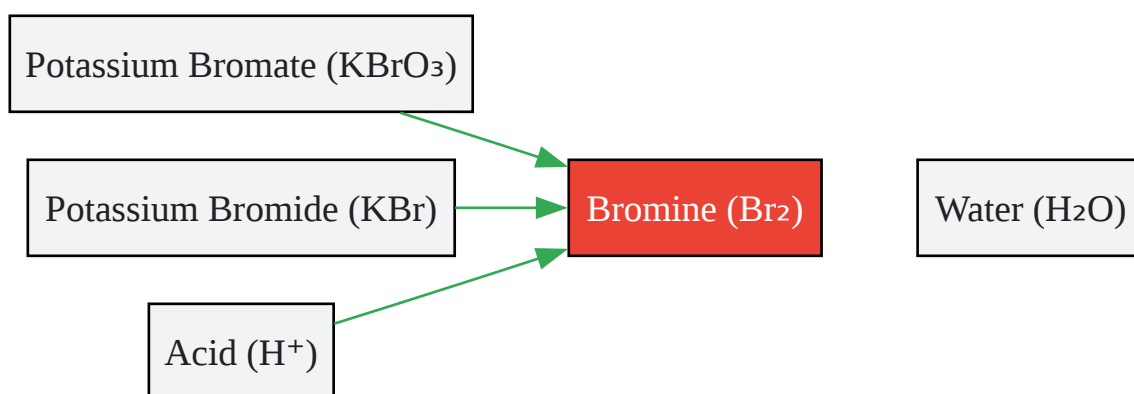 Potassium Bromate (KBrO₃)
Potassium Bromide (KBr)
Bromine (Br₂)
Water (H₂O)
Acid (H⁺)